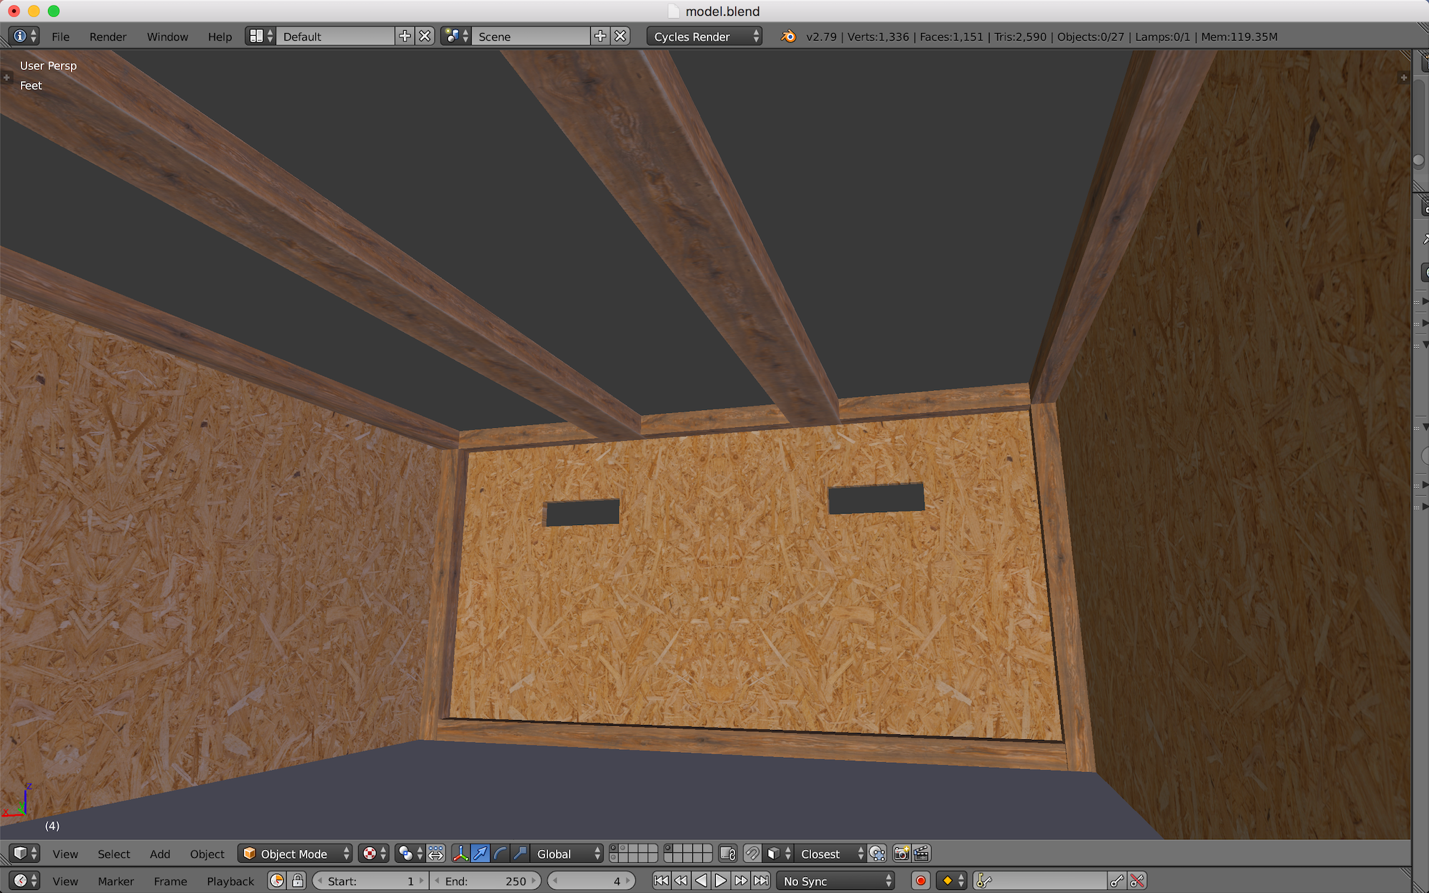 model.blend
File Render Window Help Default Scene Cycles Render v2.79 | Verts:1,336 | Faces:1,151 | Tris:2,590 | Objects:0/27 | Lamps:0/1 | Mem:119.35M
User Persp
Feet
z
x
(4)
View Select Add Object Object Mode Global Closest
View Marker Frame Playback Start: 1 End: 250 4 No Sync